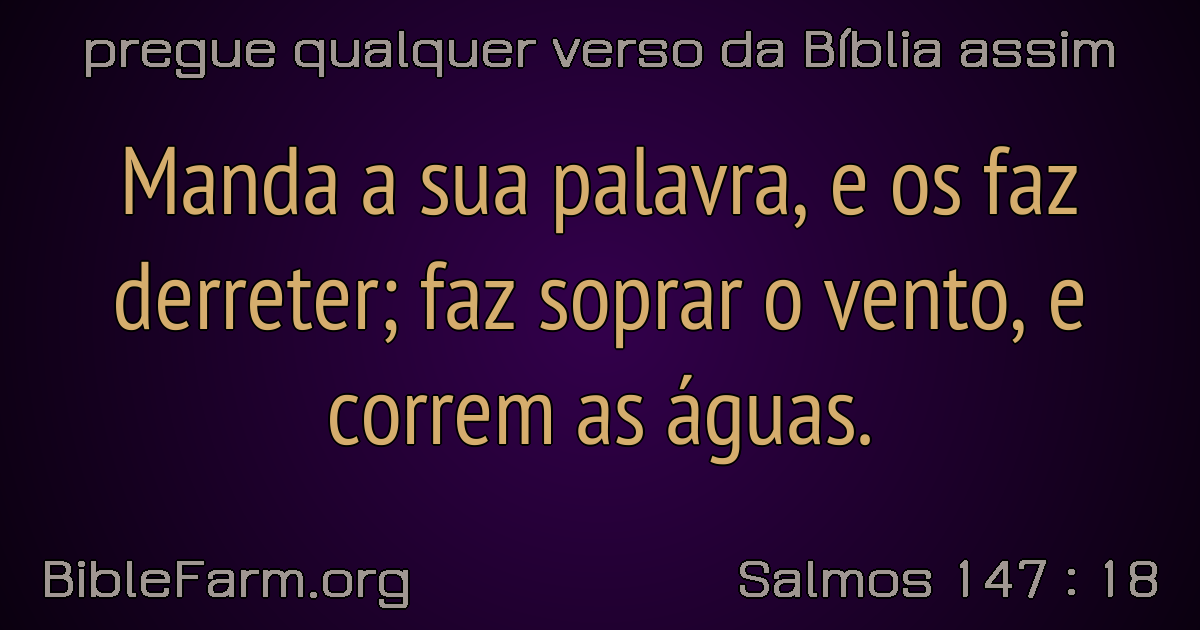 pregue qualquer verso da Bíblia assim
Manda a sua palavra, e os faz
derreter; faz soprar o vento, e
correm as águas.
BibleFarm.org
Salmos 147 : 18